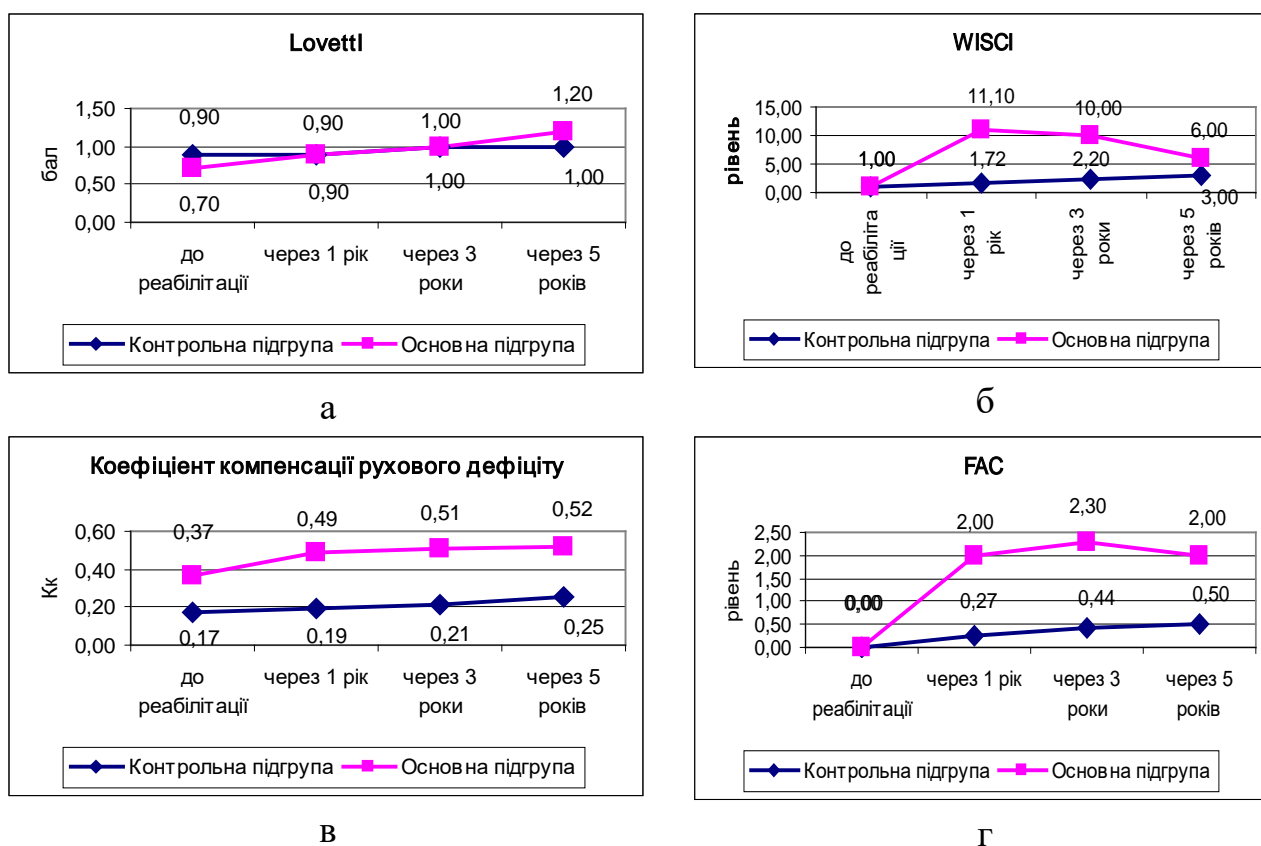 LovettI
бал
1,50
1,00
0,50
0,00
0,90
0,90
1,00
1,20
0,70
0,90
1,00
1,00
до реабілітації
через 1 рік
через 3 роки
через 5 років
Контрольна підгрупа
Основна підгрупа
а
WISCI
рівень
15,00
10,00
5,00
0,00
1,00
1,00
11,10
10,00
6,00
1,72
2,20
3,00
до
реабіліта
ції
через 1
рік
через 3
роки
через 5
років
Контрольна підгрупа
Основна підгрупа
б
Коефіцієнт компенсації рухового дефіциту
Кк
0,60
0,40
0,20
0,00
0,37
0,49
0,51
0,52
0,17
0,19
0,21
0,25
до
реабілітації
через 1 рік
через 3
роки
через 5
років
Контрольна підгрупа
Основна підгрупа
в
FAC
рівень
2,50
2,00
1,50
1,00
0,50
0,00
0,00
0,00
2,00
2,30
2,00
0,27
0,44
0,50
до
реабілітації
через 1 рік
через 3
роки
через 5
років
Контрольна підгрупа
Основна підгрупа
г